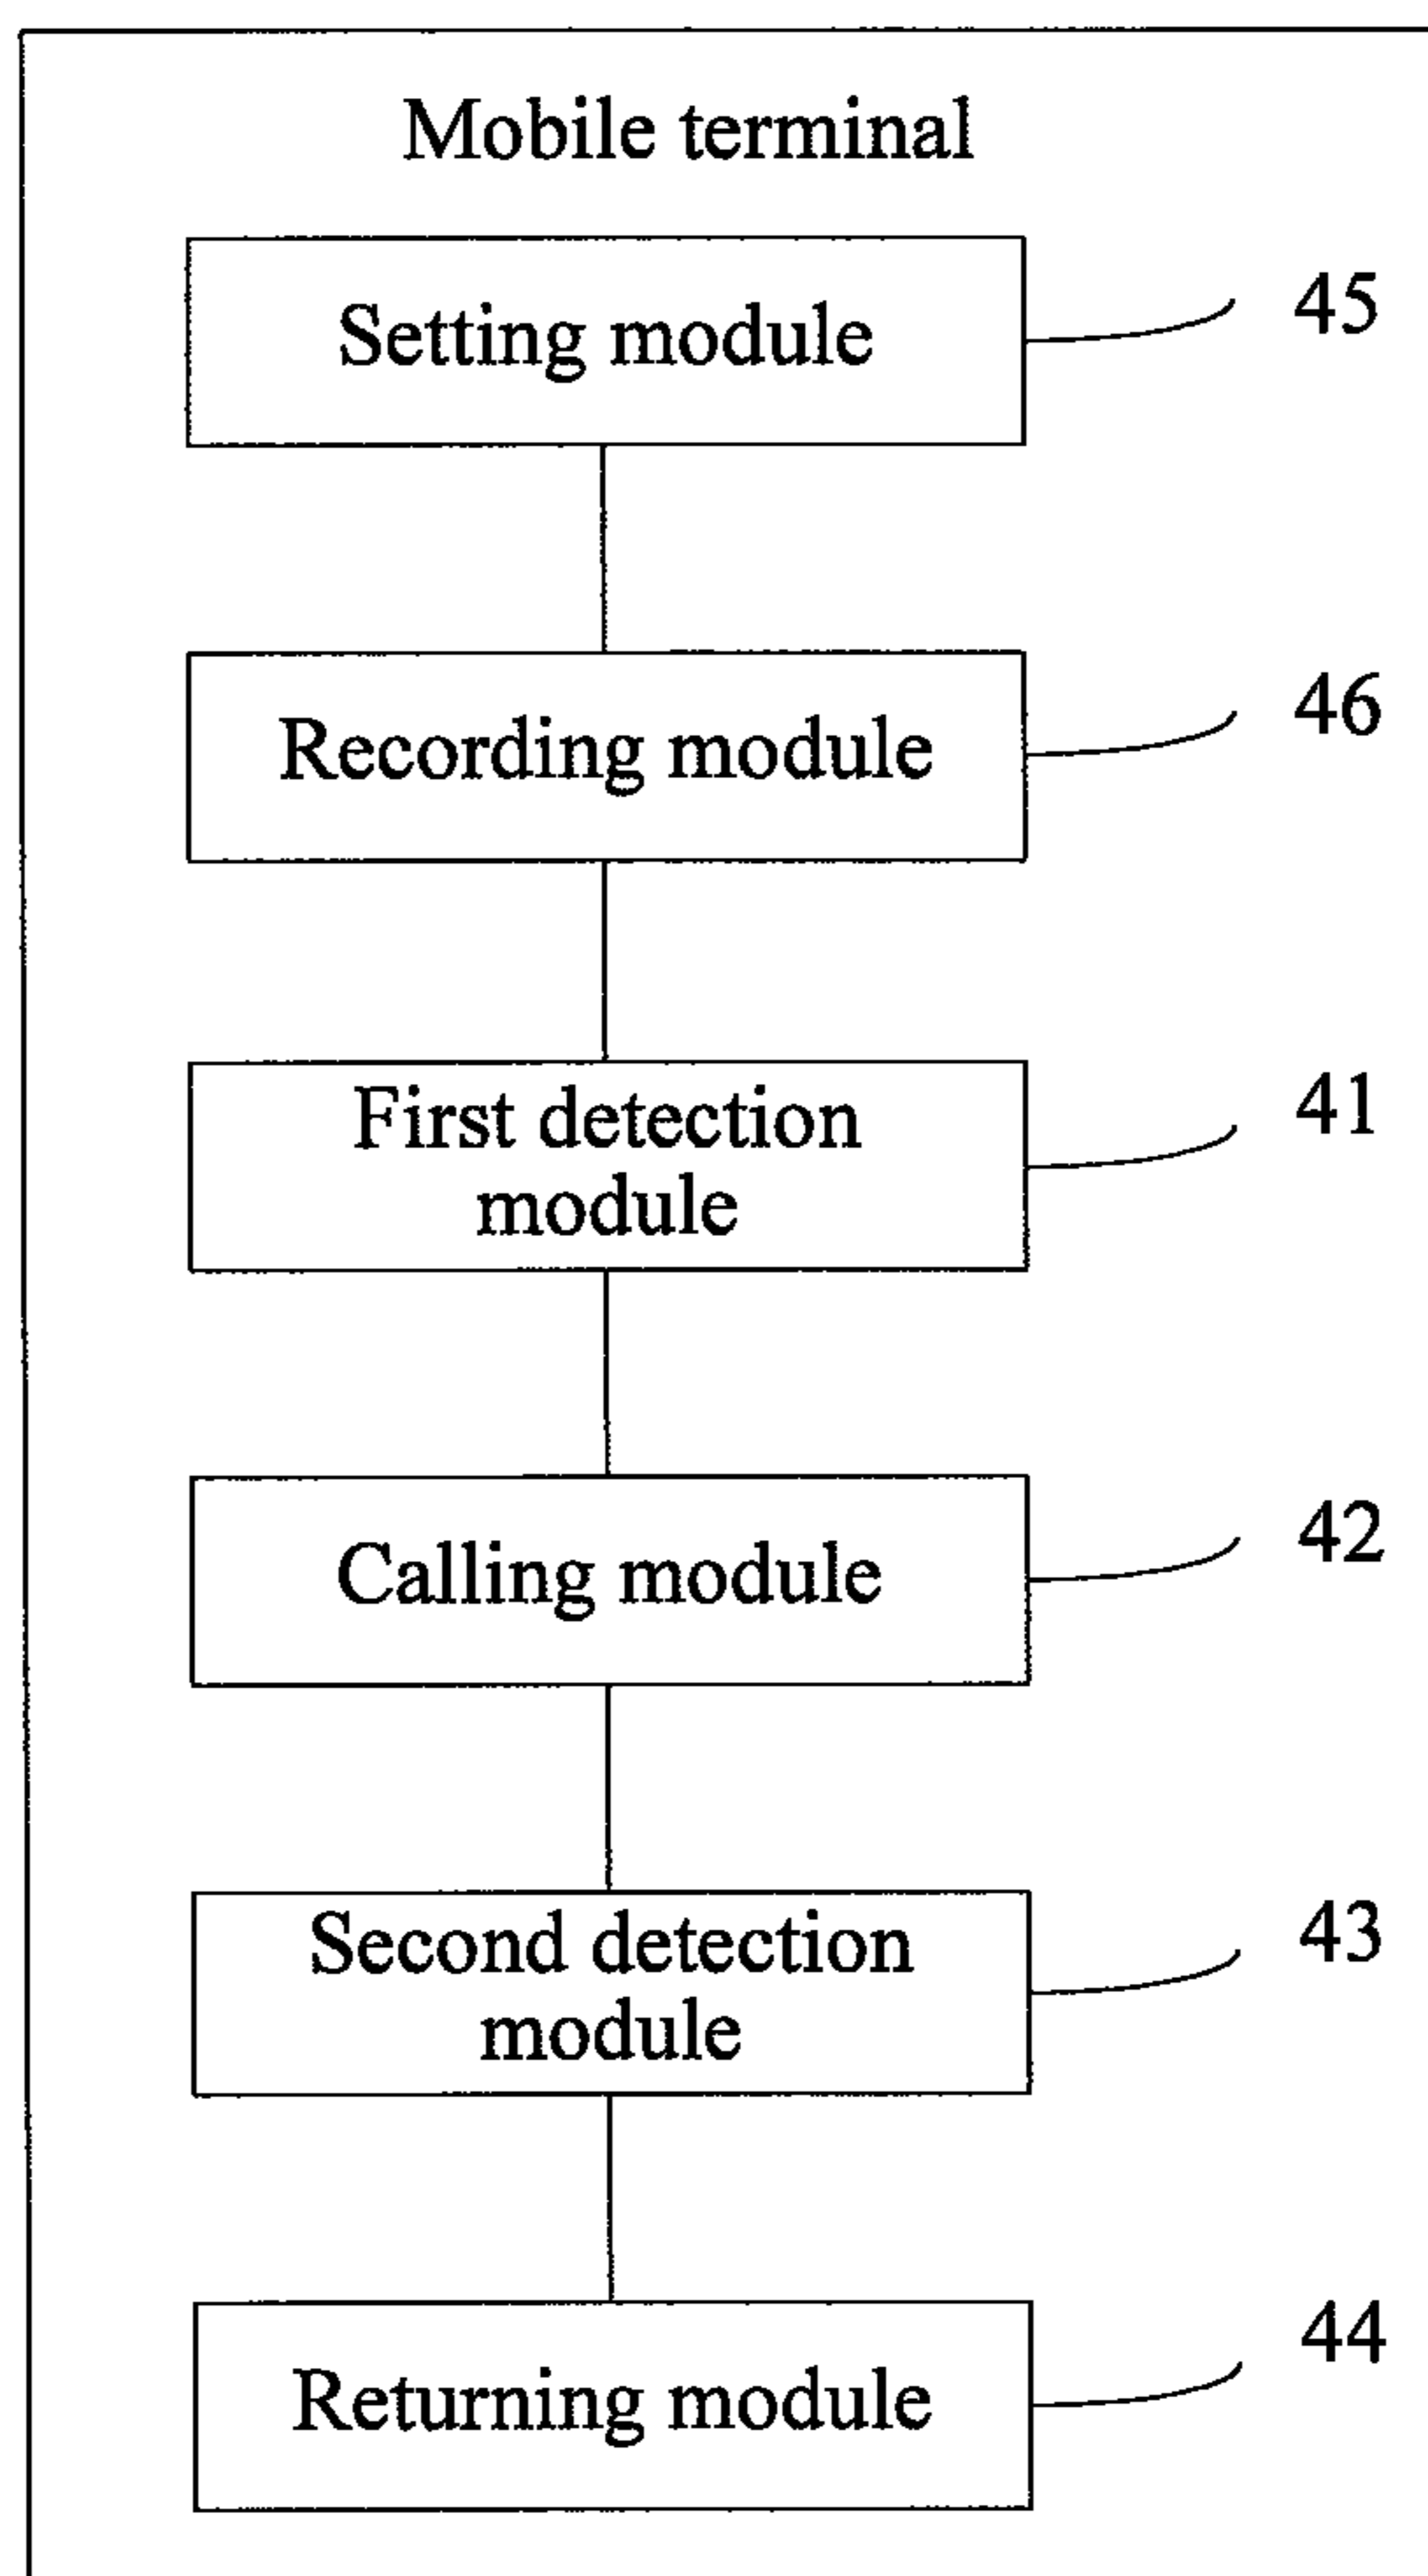 Mobile terminal
Setting module
45
Recording module
46
First detection
module
41
Calling module
42
Second detection
module
43
Returning module
44